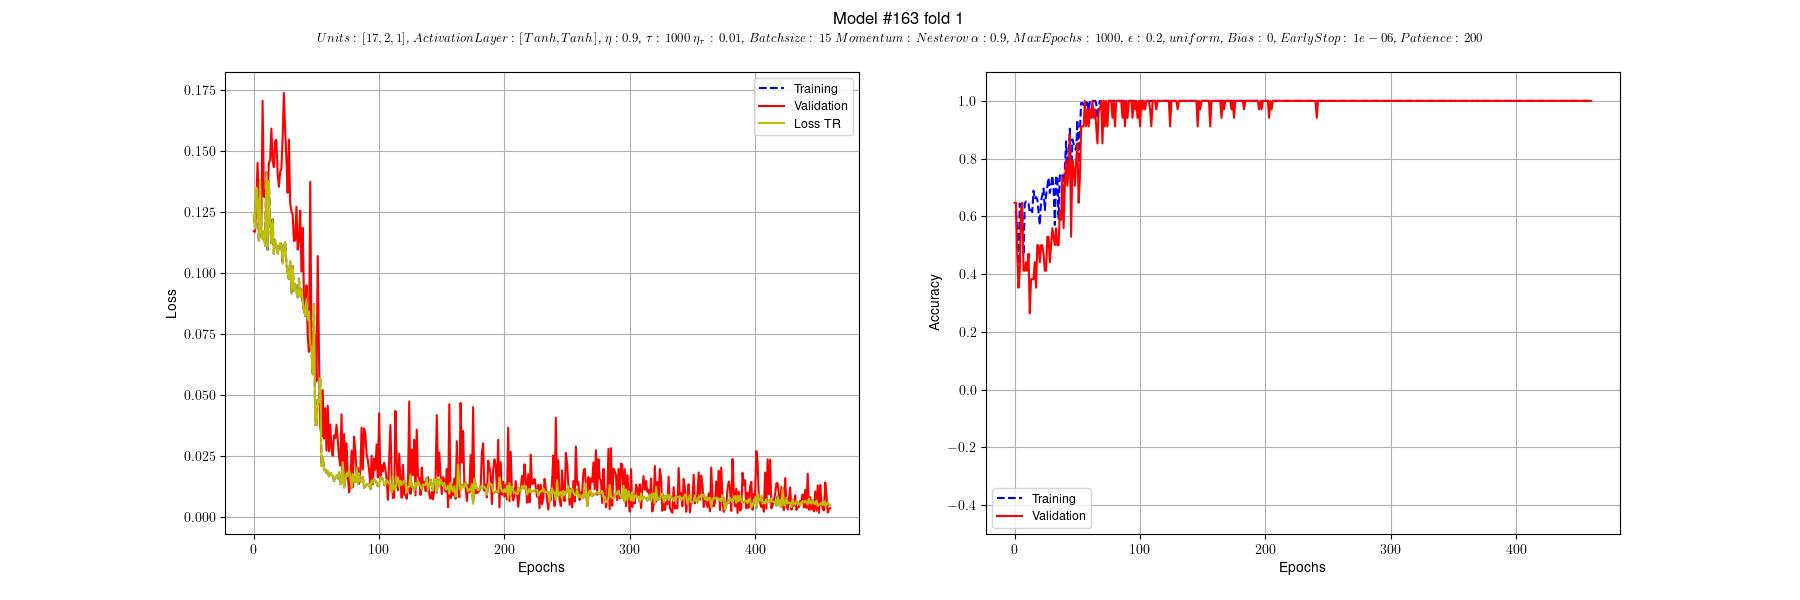 Model #163 fold 1
Units : [17, 2, 1], ActivationLayer : [Tanh, Tanh], η : 0.9, τ : 1000 ητ : 0.01, Batchsize : 15 Momentum : Nesterov α : 0.9, MaxEpochs : 1000, ϵ : 0.2, uniform, Bias : 0, EarlyStop : 1e − 06, Patience : 200
0.175
0.150
0.125
0.100
0.075
0.050
0.025
0.000
Loss
0 100 200 300 400
Epochs
Training
Validation
Loss TR
1.0
0.8
0.6
0.4
0.2
0.0
−0.2
−0.4
Accuracy
Training
Validation
0 100 200 300 400
Epochs